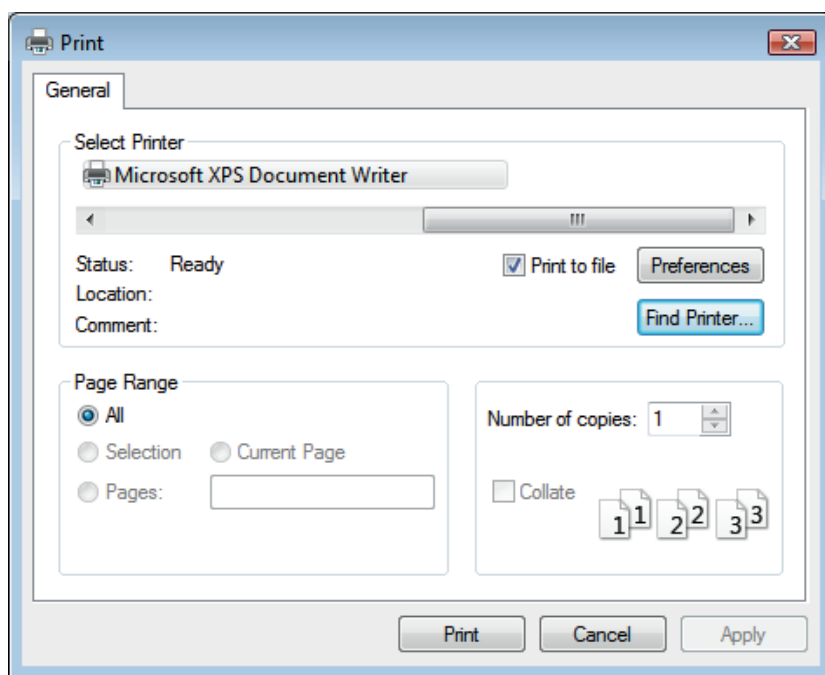 Print
General
Select Printer
Microsoft XPS Document Writer
Status: Ready
Print to file
Preferences
Location:
Comment:
Find Printer...
Page Range
All
Selection
Current Page
Pages:
Number of copies: 1
Collate
1 1 2 2 3 3
Print
Cancel
Apply